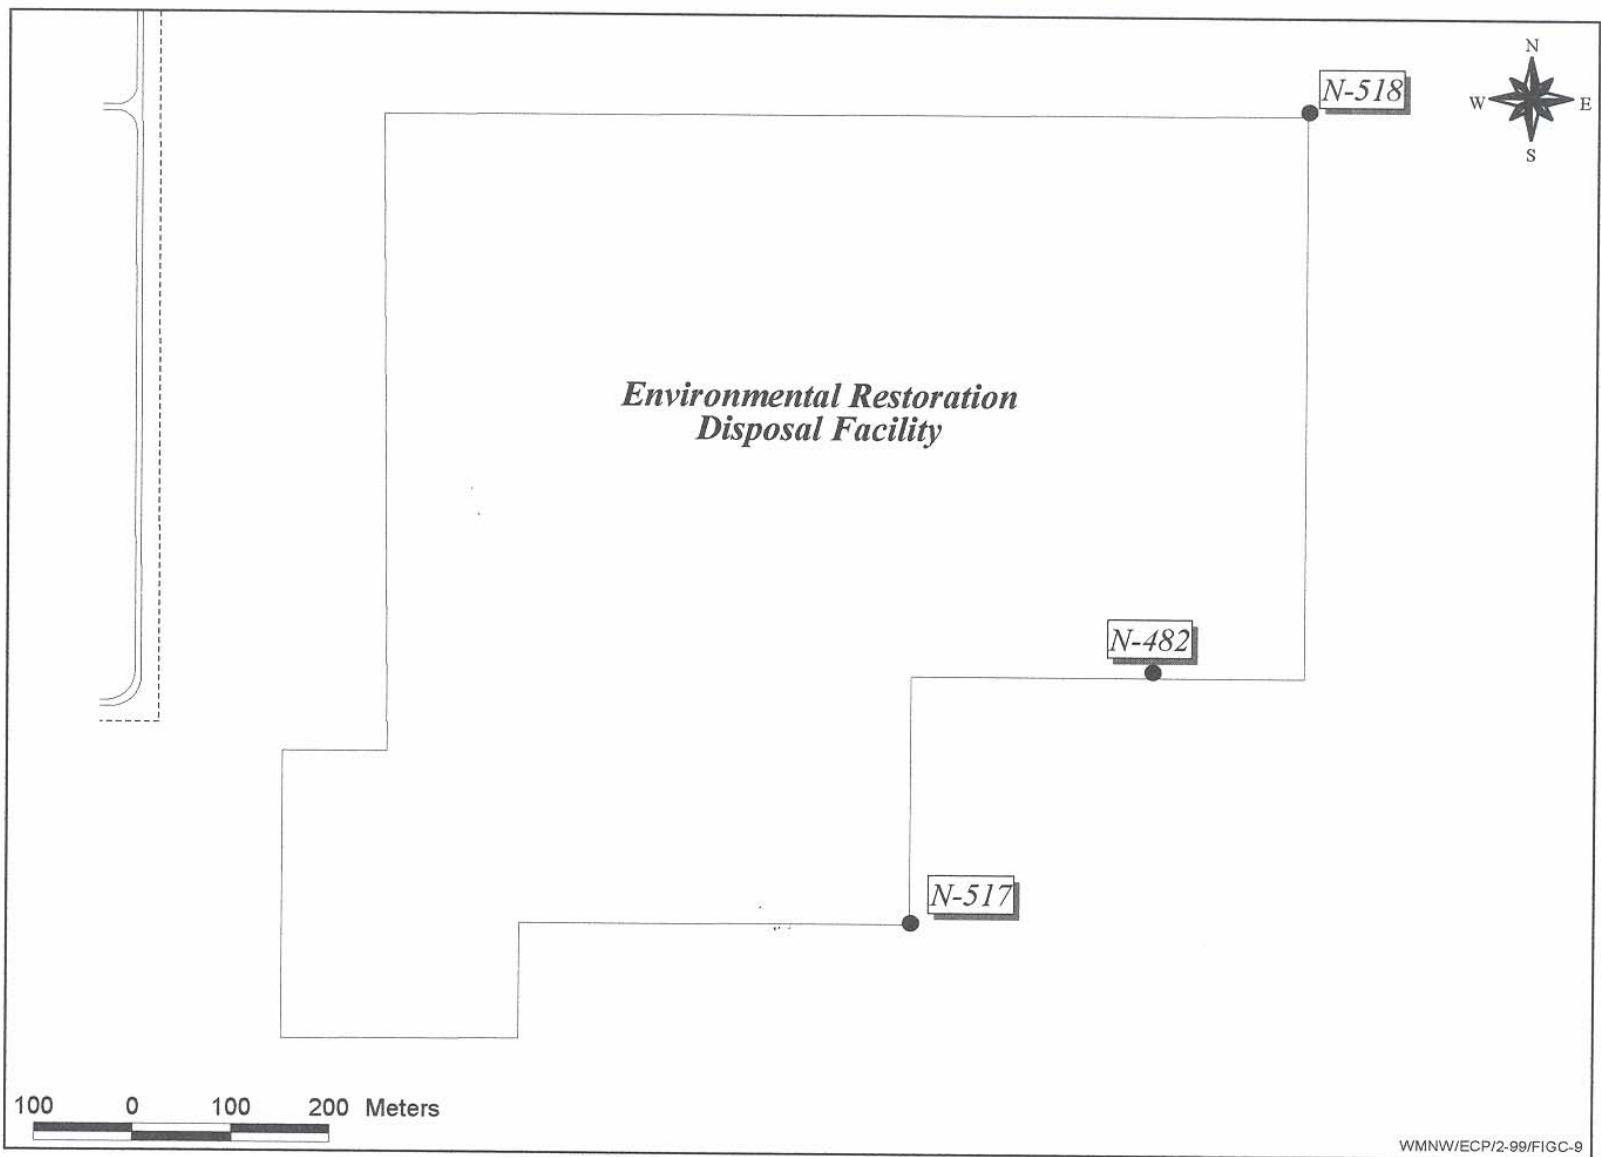 N
N-518
W E
S
Environmental Restoration
Disposal Facility
N-482
N-517
100 0 100 200 Meters
WMNW/ECP/2-99/FIGC-9